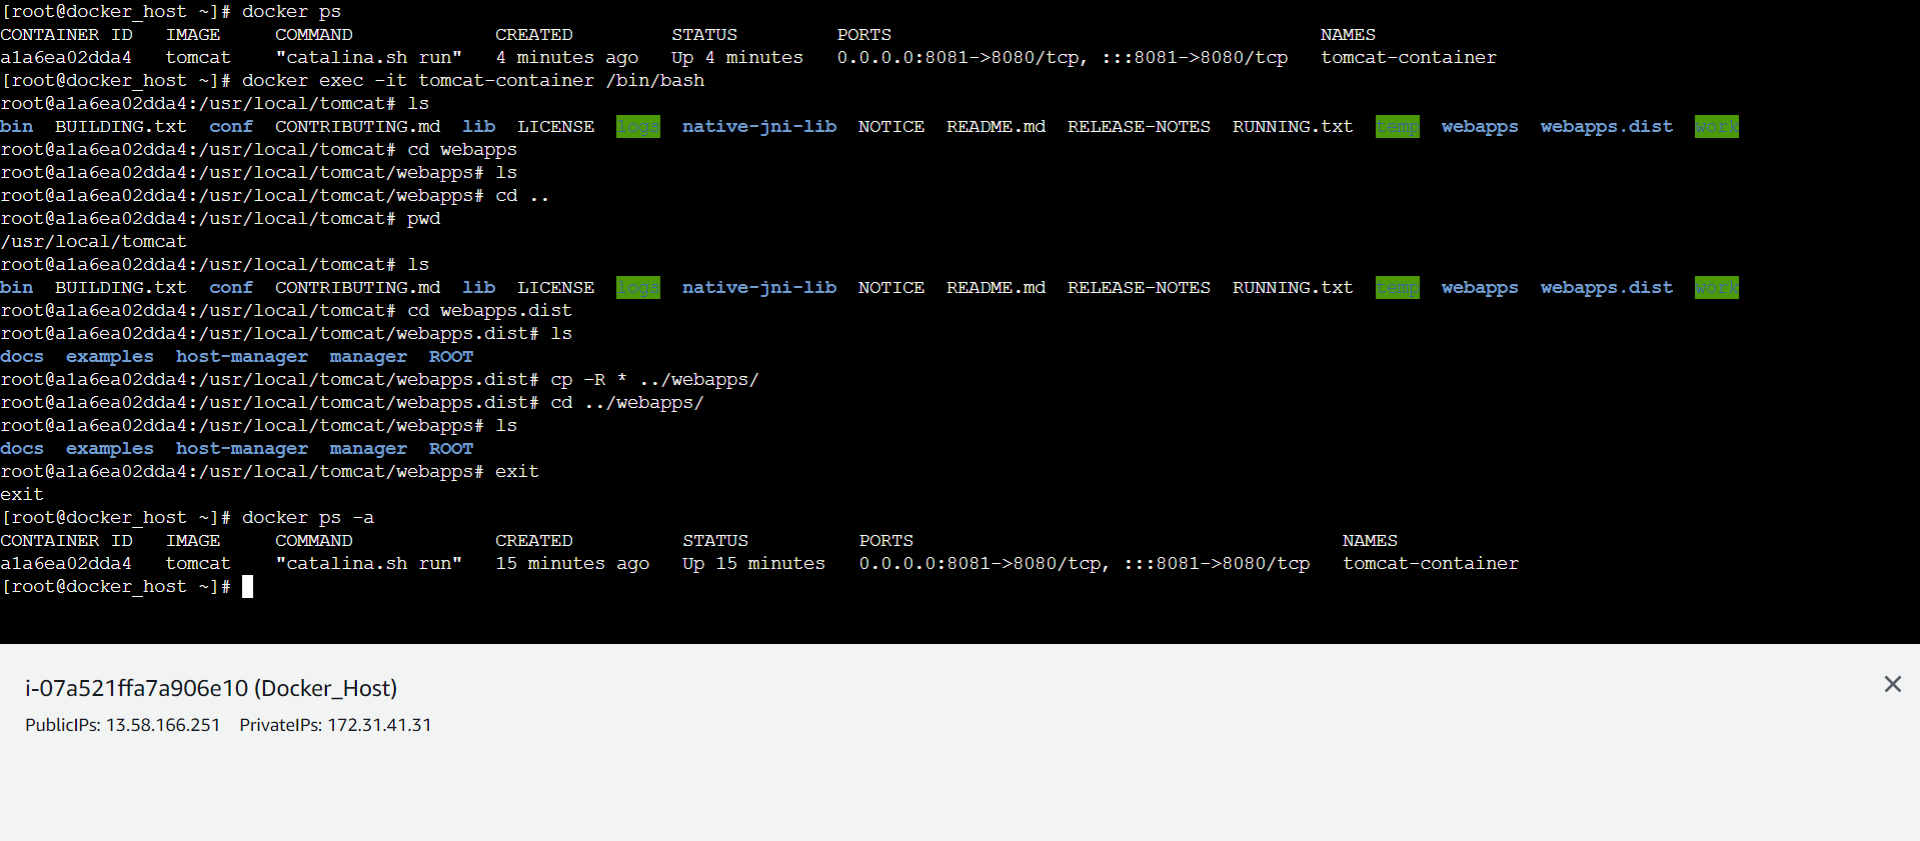 [root@docker_host ~]# docker ps
CONTAINER ID   IMAGE     COMMAND             CREATED         STATUS         PORTS                                       NAMES
a1a6ea02dda4   tomcat    "catalina.sh run"   4 minutes ago   Up 4 minutes   0.0.0.0:8081->8080/tcp, :::8081->8080/tcp   tomcat-container
[root@docker_host ~]# docker exec -it tomcat-container /bin/bash
root@a1a6ea02dda4:/usr/local/tomcat# ls
bin  BUILDING.txt  conf  CONTRIBUTING.md  lib  LICENSE  logs  native-jni-lib  NOTICE  README.md  RELEASE-NOTES  RUNNING.txt  temp  webapps  webapps.dist  work
root@a1a6ea02dda4:/usr/local/tomcat# cd webapps
root@a1a6ea02dda4:/usr/local/tomcat/webapps# ls
root@a1a6ea02dda4:/usr/local/tomcat/webapps# cd ..
root@a1a6ea02dda4:/usr/local/tomcat# pwd
/usr/local/tomcat
root@a1a6ea02dda4:/usr/local/tomcat# ls
bin  BUILDING.txt  conf  CONTRIBUTING.md  lib  LICENSE  logs  native-jni-lib  NOTICE  README.md  RELEASE-NOTES  RUNNING.txt  temp  webapps  webapps.dist  work
root@a1a6ea02dda4:/usr/local/tomcat# cd webapps.dist
root@a1a6ea02dda4:/usr/local/tomcat/webapps.dist# ls
docs  examples  host-manager  manager  ROOT
root@a1a6ea02dda4:/usr/local/tomcat/webapps.dist# cp -R * ../webapps/
root@a1a6ea02dda4:/usr/local/tomcat/webapps.dist# cd ../webapps/
root@a1a6ea02dda4:/usr/local/tomcat/webapps# ls
docs  examples  host-manager  manager  ROOT
root@a1a6ea02dda4:/usr/local/tomcat/webapps# exit
exit
[root@docker_host ~]# docker ps -a
CONTAINER ID   IMAGE     COMMAND             CREATED          STATUS          PORTS                                       NAMES
a1a6ea02dda4   tomcat    "catalina.sh run"   15 minutes ago   Up 15 minutes   0.0.0.0:8081->8080/tcp, :::8081->8080/tcp   tomcat-container
[root@docker_host ~]#
i-07a521ffa7a906e10 (Docker_Host)
PublicIPs: 13.58.166.251    PrivateIPs: 172.31.41.31